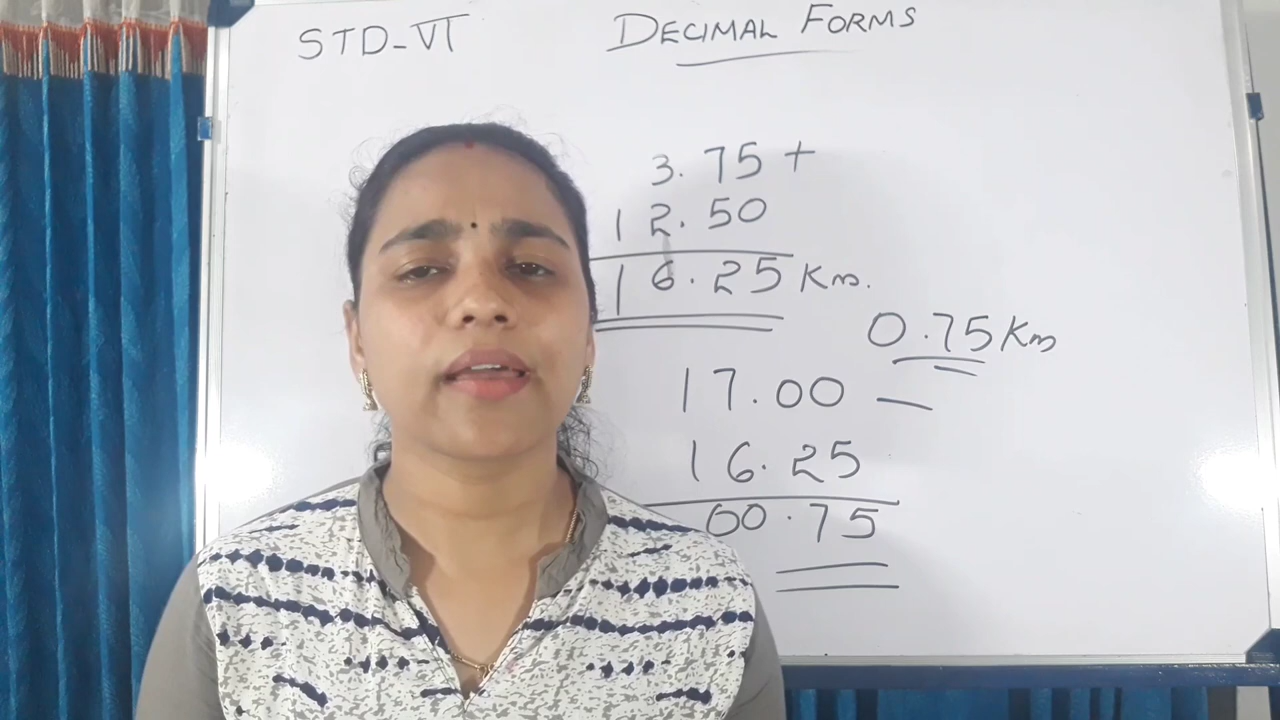 STD-VI
DECIMAL FORMS
3.75 +
12.50
16.25 Km.
0.75 Km
17.00 -
16.25
00.75